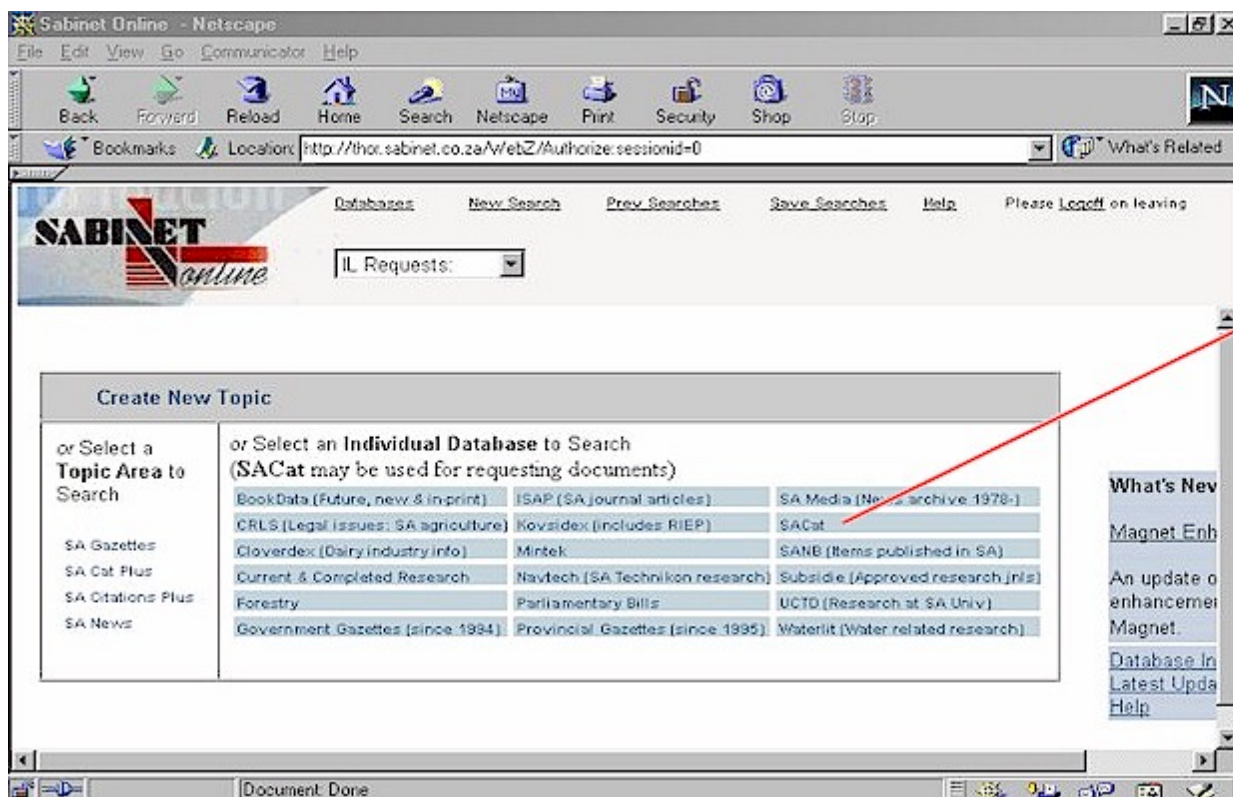 Sabinet Online - Netscape
File Edit View Go Communicator Help
Back Forward Reload Home Search Netscape Print Security Shop Stop
Bookmarks Location: http://thor.sabinet.co.za/WebZ/Authorize:sessionid=0 What's Related
Databases New Search Prev Searches Save Searches Help Please Logoff on leaving
SABINET
online
IL Requests:
Create New Topic
or Select a
Topic Area to
Search
SA Gazettes
SA Cat Plus
SA Citations Plus
SA News
or Select an Individual Database to Search
(SACat may be used for requesting documents)
BookData (Future, new & in-print) ISAP (SA journal articles) SA Media (News archive 1978-)
CRLS (Legal issues: SA agriculture) Kovsidex (includes RIEP) SACat
Cloverdex (Dairy industry info) Mintek SANB (Items published in SA)
Current & Completed Research Navtech (SA Technikon research) Subsidie (Approved research jnls)
Forestry Parliamentary Bills UCTD (Research at SA Univ)
Government Gazettes (since 1994) Provincial Gazettes (since 1995) Waterlit (Water related research)
What's New
Magnet Enh
An update o
enhancemen
Magnet.
Database In
Latest Upda
Help
Document: Done